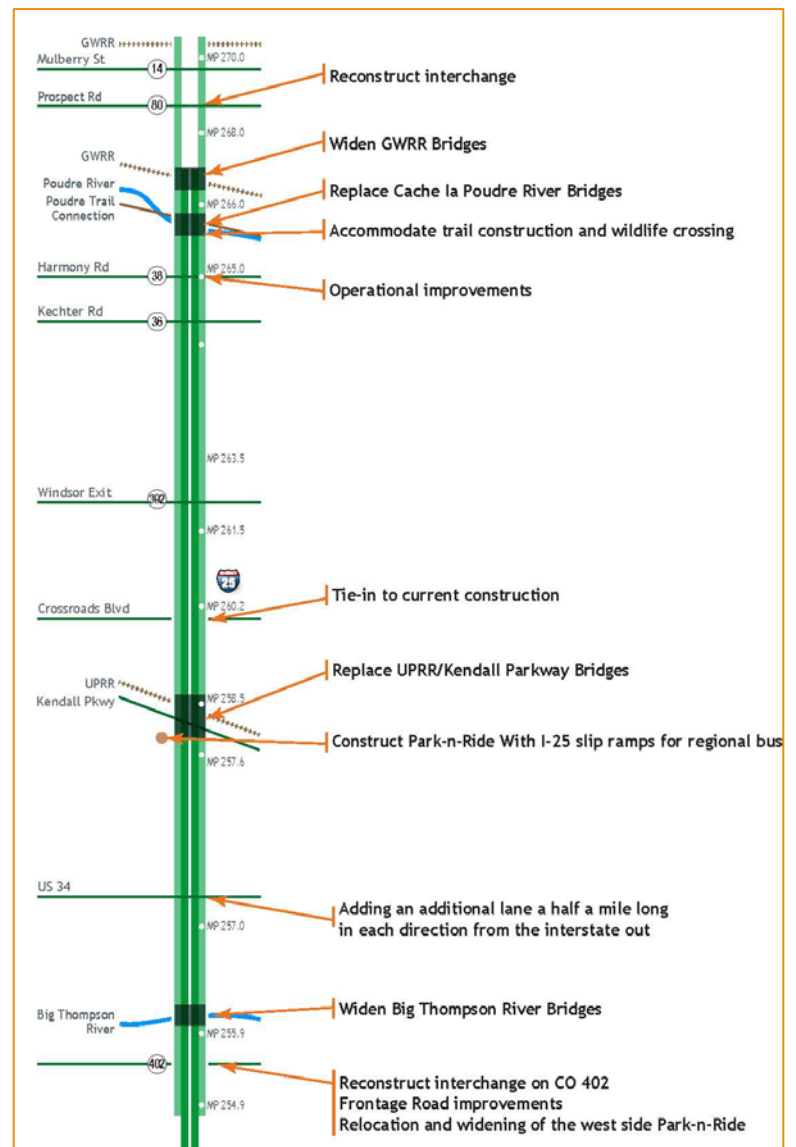 GWRR
MP 270.0
Mulberry St
14
Reconstruct interchange
Prospect Rd
80
MP 268.0
Widen GWRR Bridges
GWRR
Poudre River
Replace Cache la Poudre River Bridges
Poudre Trail
Connection
MP 266.0
Accommodate trail construction and wildlife crossing
Harmony Rd
38
MP 265.0
Operational improvements
Kechter Rd
36
MP 263.5
Windsor Exit
392
MP 261.5
25
Tie-in to current construction
MP 260.2
Crossroads Blvd
Replace UPRR/Kendall Parkway Bridges
UPRR
Kendall Pkwy
MP 258.5
Construct Park-n-Ride With I-25 slip ramps for regional bus
MP 257.6
US 34
Adding an additional lane a half a mile long
in each direction from the interstate out
MP 257.0
Widen Big Thompson River Bridges
Big Thompson
River
MP 255.9
402
Reconstruct interchange on CO 402
Frontage Road improvements
Relocation and widening of the west side Park-n-Ride
MP 254.9